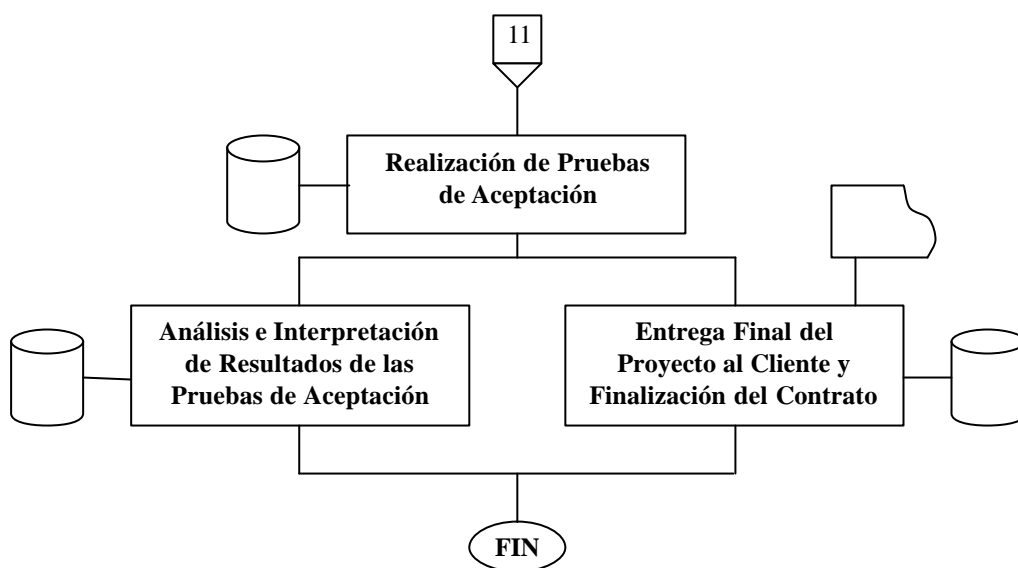 11
Realización de Pruebas
de Aceptación
Análisis e Interpretación
de Resultados de las
Pruebas de Aceptación
Entrega Final del
Proyecto al Cliente y
Finalización del Contrato
FIN